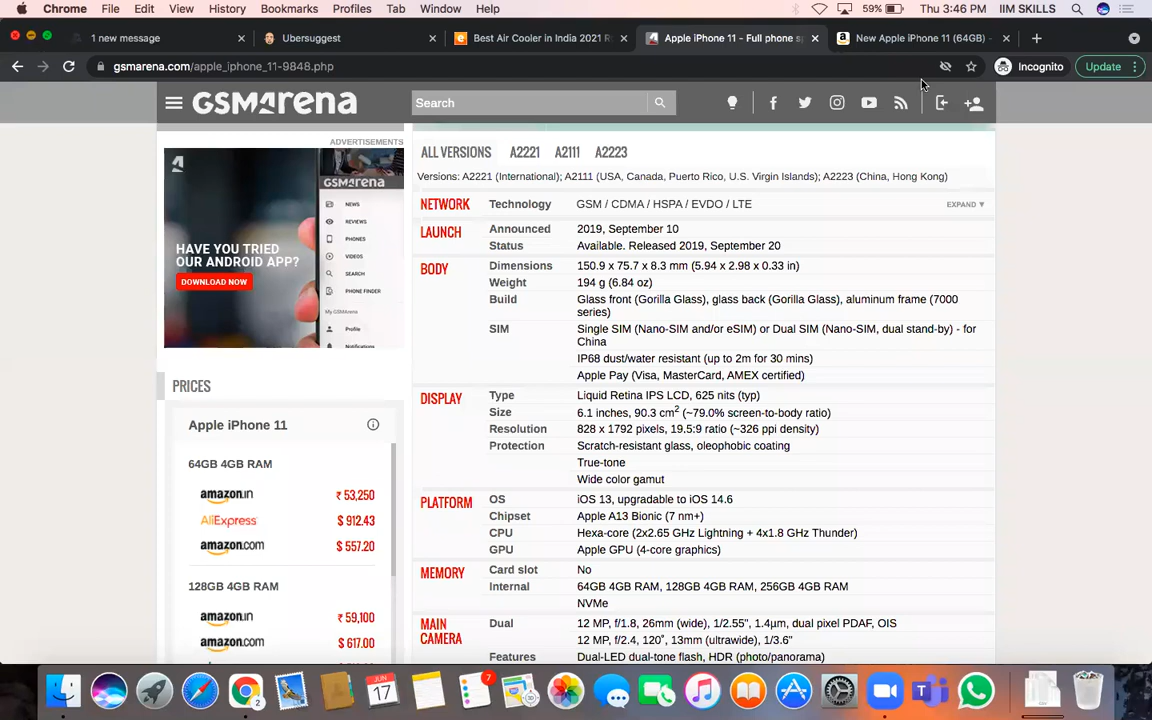 Chrome File Edit View History Bookmarks Profiles Tab Window Help 59% Thu 3:46 PM IIM SKILLS
1 new message Ubersuggest Best Air Cooler in India 2021 R Apple iPhone 11 - Full phone s New Apple iPhone 11 (64GB) -
gsmarena.com/apple_iphone_11-9848.php Incognito Update
GSMArena Search
ADVERTISEMENTS
GSMArena
NEWS
REVIEWS
PHONES
VIDEOS
SEARCH
PHONE FINDER
My GSMArena
Profile
Notifications
HAVE YOU TRIED
OUR ANDROID APP?
DOWNLOAD NOW
PRICES
Apple iPhone 11
64GB 4GB RAM
amazon.in ₹ 53,250
AliExpress $ 912.43
amazon.com $ 557.20
128GB 4GB RAM
amazon.in ₹ 59,100
amazon.com $ 617.00
ALL VERSIONS A2221 A2111 A2223
Versions: A2221 (International); A2111 (USA, Canada, Puerto Rico, U.S. Virgin Islands); A2223 (China, Hong Kong)
NETWORK Technology GSM / CDMA / HSPA / EVDO / LTE EXPAND ▼
LAUNCH Announced 2019, September 10
Status Available. Released 2019, September 20
BODY Dimensions 150.9 x 75.7 x 8.3 mm (5.94 x 2.98 x 0.33 in)
Weight 194 g (6.84 oz)
Build Glass front (Gorilla Glass), glass back (Gorilla Glass), aluminum frame (7000
series)
SIM Single SIM (Nano-SIM and/or eSIM) or Dual SIM (Nano-SIM, dual stand-by) - for
China
IP68 dust/water resistant (up to 2m for 30 mins)
Apple Pay (Visa, MasterCard, AMEX certified)
DISPLAY Type Liquid Retina IPS LCD, 625 nits (typ)
Size 6.1 inches, 90.3 cm² (~79.0% screen-to-body ratio)
Resolution 828 x 1792 pixels, 19.5:9 ratio (~326 ppi density)
Protection Scratch-resistant glass, oleophobic coating
True-tone
Wide color gamut
PLATFORM OS iOS 13, upgradable to iOS 14.6
Chipset Apple A13 Bionic (7 nm+)
CPU Hexa-core (2x2.65 GHz Lightning + 4x1.8 GHz Thunder)
GPU Apple GPU (4-core graphics)
MEMORY Card slot No
Internal 64GB 4GB RAM, 128GB 4GB RAM, 256GB 4GB RAM
NVMe
MAIN CAMERA Dual 12 MP, f/1.8, 26mm (wide), 1/2.55", 1.4µm, dual pixel PDAF, OIS
12 MP, f/2.4, 120˚, 13mm (ultrawide), 1/3.6"
Features Dual-LED dual-tone flash, HDR (photo/panorama)
2 JUN 17 7